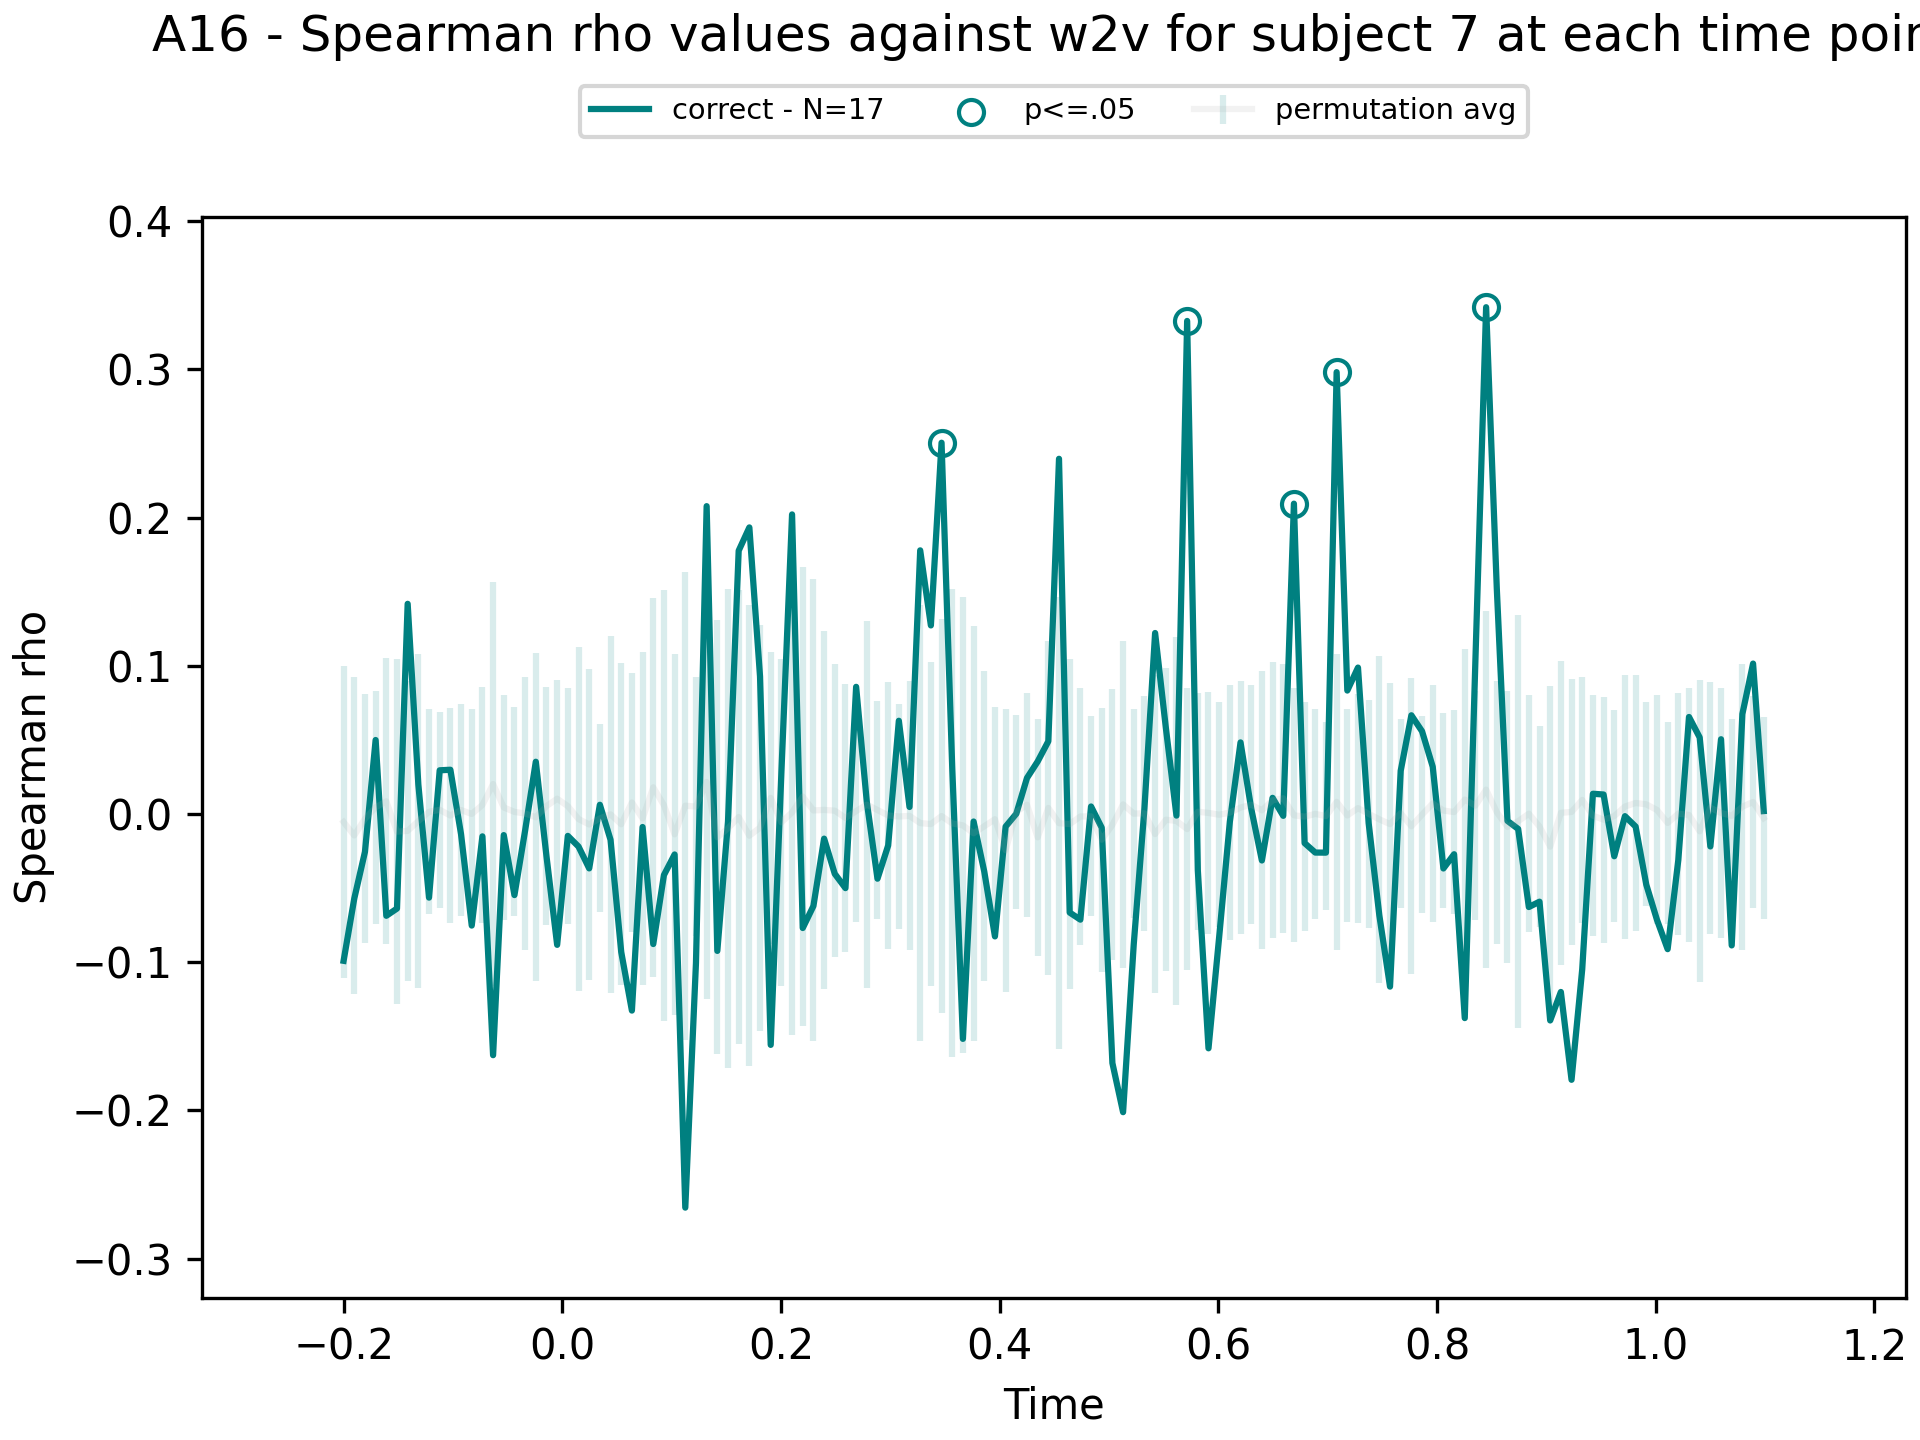 A16 - Spearman rho values against w2v for subject 7 at each time
correct - N=17 p<=.05 permutation avg
0.4
0.3
0.2
0.1
0.0
−0.1
−0.2
−0.3
Spearman rho
−0.2 0.0 0.2 0.4 0.6 0.8 1.0 1.2
Time